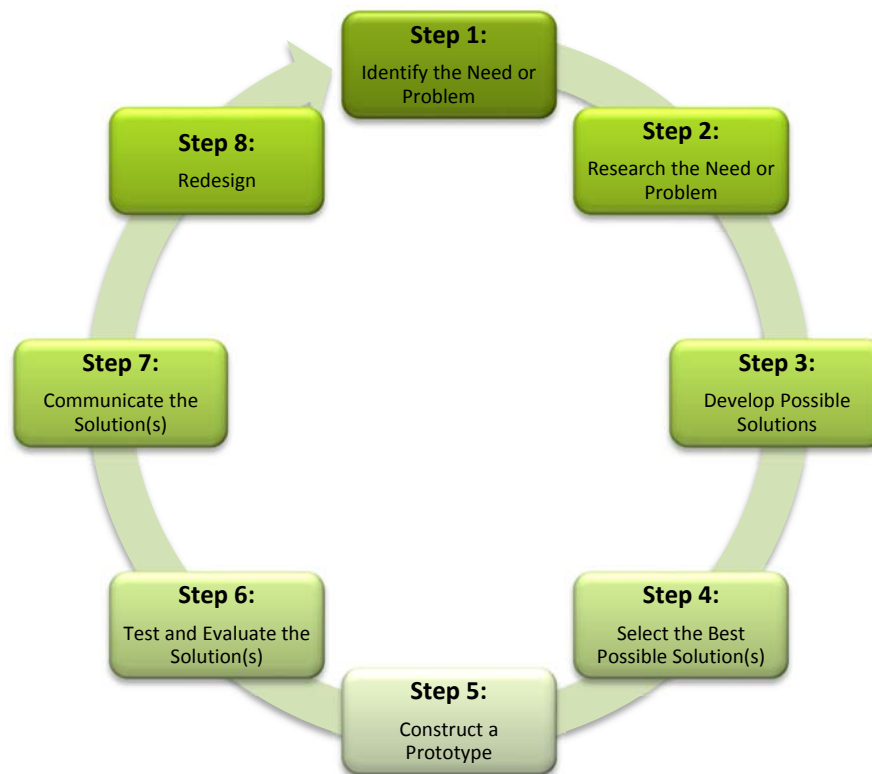 Step 1:
Identify the Need or
Problem
Step 2:
Research the Need or
Problem
Step 3:
Develop Possible
Solutions
Step 4:
Select the Best
Possible Solution(s)
Step 5:
Construct a
Prototype
Step 6:
Test and Evaluate the
Solution(s)
Step 7:
Communicate the
Solution(s)
Step 8:
Redesign